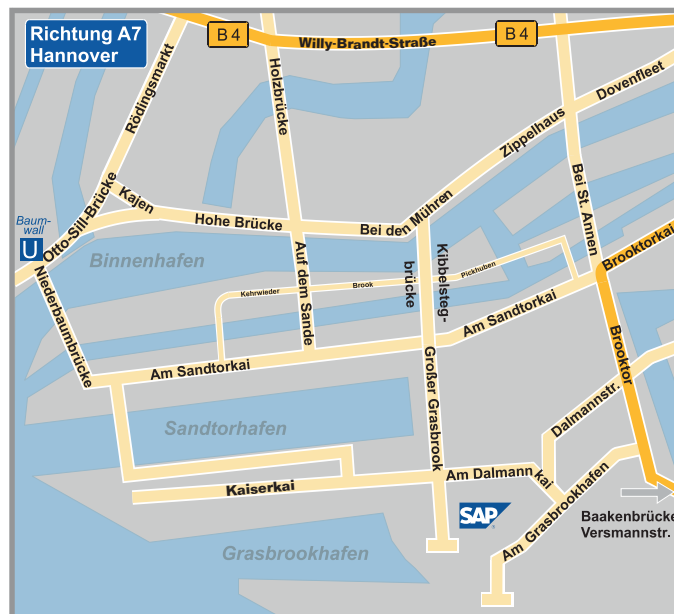 Richtung A7
Hannover
B 4
Willy-Brandt-Straße
B 4
Rödingsmarkt
Holzbrücke
Dovenfleet
Zippelhaus
Bei St. Annen
Kajen
Otto-Sill-Brücke
Baum-
wall
U
Hohe Brücke
Bei den Mühren
Binnenhafen
Auf dem Sande
Kibbelsteg-
brücke
Brooktorkai
Niederbaumbrücke
Kehrwieder
Brook
Pickhuben
Am Sandtorkai
Am Sandtorkai
Brooktor
Großer Grasbrook
Dalmannstr.
Sandtorhafen
Kaiserkai
Am Dalmann
kai
Am Grasbrookhafen
SAP
Baakenbrücke
Versmannstr.
Grasbrookhafen